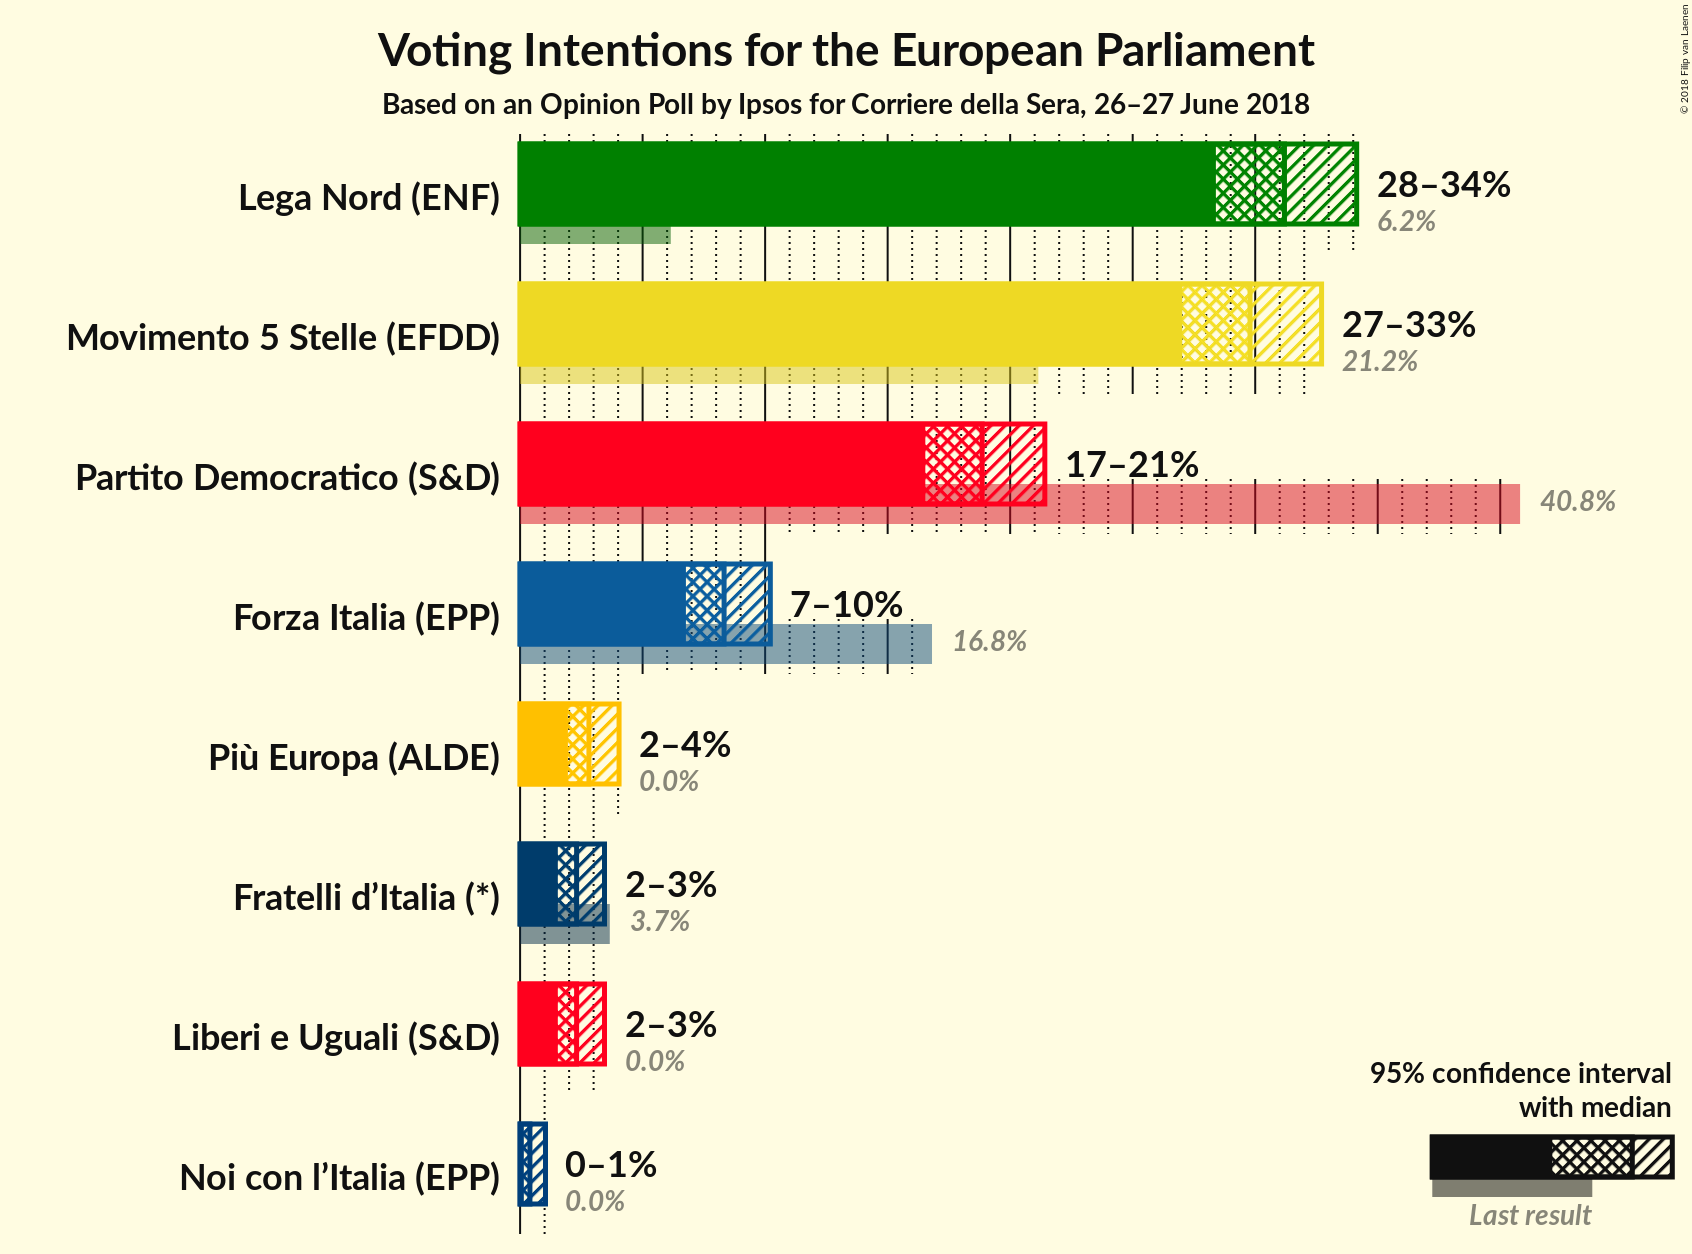 Voting Intentions for the European Parliament
Based on an Opinion Poll by Ipsos for Corriere della Sera, 26–27 June 2018
© 2018 Filip van Laenen
Lega Nord (ENF)
28–34%
6.2%
Movimento 5 Stelle (EFDD)
27–33%
21.2%
Partito Democratico (S&D)
17–21%
40.8%
Forza Italia (EPP)
7–10%
16.8%
Più Europa (ALDE)
2–4%
0.0%
Fratelli d’Italia (*)
2–3%
3.7%
Liberi e Uguali (S&D)
2–3%
0.0%
Noi con l’Italia (EPP)
0–1%
0.0%
95% confidence interval
with median
Last result